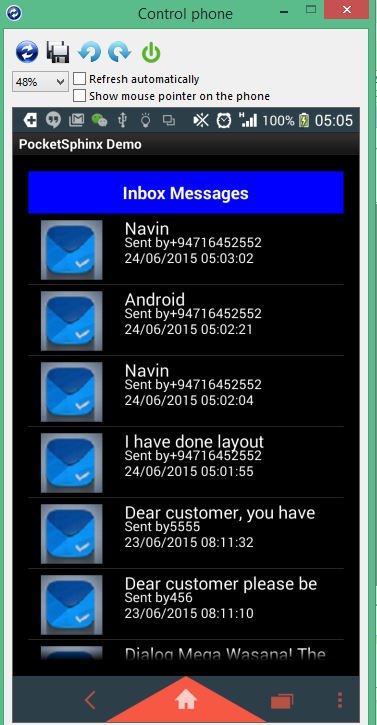 Control phone
48%
Refresh automatically
Show mouse pointer on the phone
H 100% 05:05
PocketSphinx Demo
Inbox Messages
Navin
Sent by+94716452552
24/06/2015 05:03:02
Android
Sent by+94716452552
24/06/2015 05:02:21
Navin
Sent by+94716452552
24/06/2015 05:02:04
I have done layout
Sent by+94716452552
24/06/2015 05:01:55
Dear customer, you have
Sent by5555
23/06/2015 08:11:32
Dear customer please be
Sent by456
23/06/2015 08:11:10
Dialog Mega Wasana! The